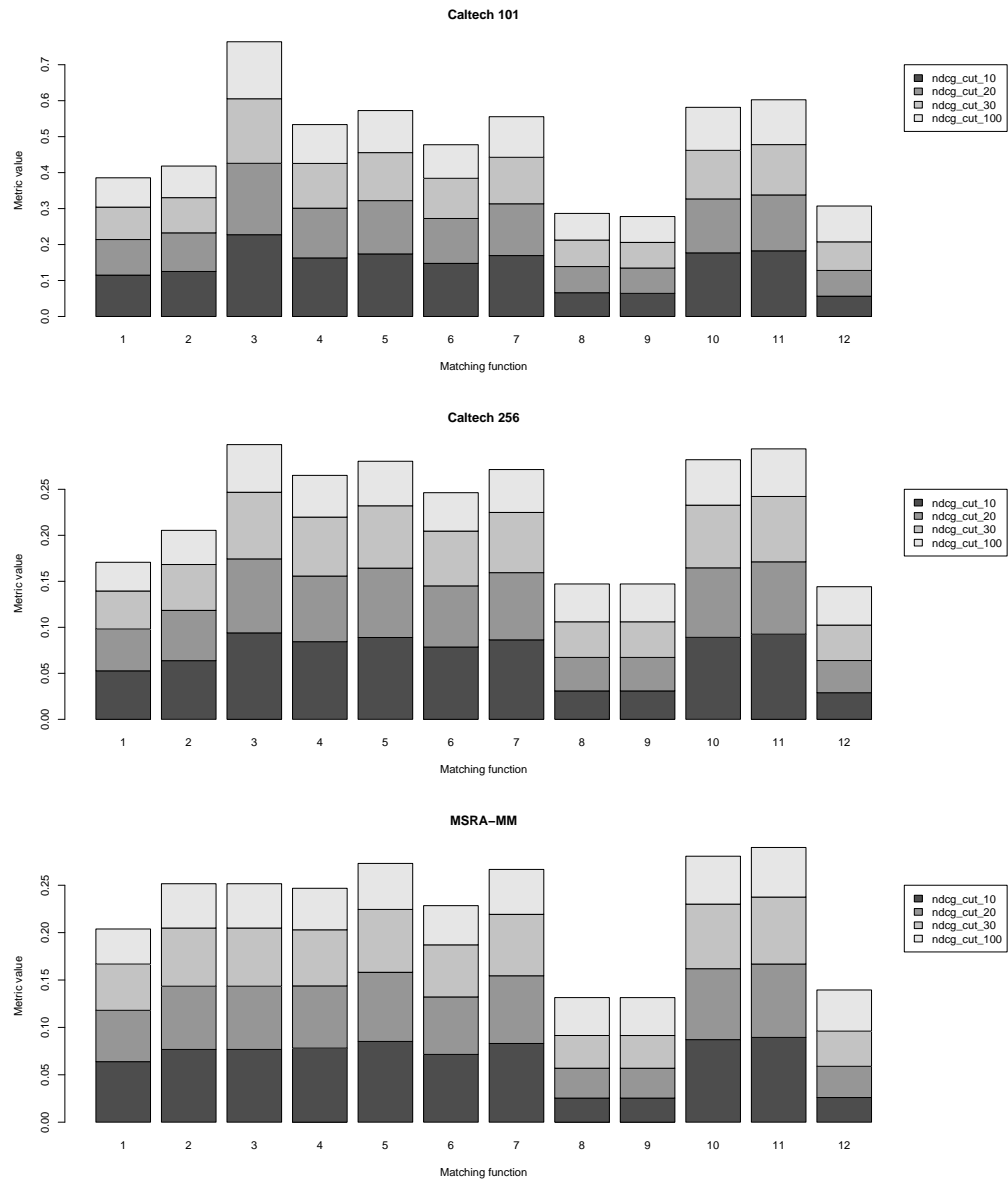 Caltech 101
Metric value
0.0 0.1 0.2 0.3 0.4 0.5 0.6 0.7
ndcg_cut_10
ndcg_cut_20
ndcg_cut_30
ndcg_cut_100
1 2 3 4 5 6 7 8 9 10 11 12
Matching function
Caltech 256
Metric value
0.00 0.05 0.10 0.15 0.20 0.25
ndcg_cut_10
ndcg_cut_20
ndcg_cut_30
ndcg_cut_100
1 2 3 4 5 6 7 8 9 10 11 12
Matching function
MSRA−MM
Metric value
0.00 0.05 0.10 0.15 0.20 0.25
ndcg_cut_10
ndcg_cut_20
ndcg_cut_30
ndcg_cut_100
1 2 3 4 5 6 7 8 9 10 11 12
Matching function